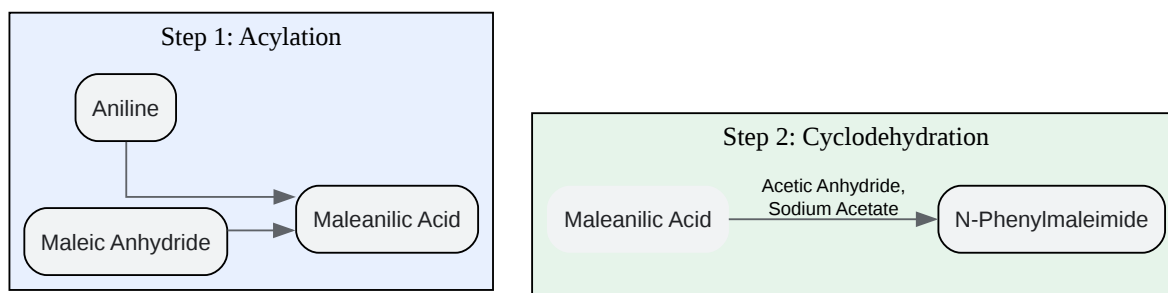 Step 1: Acylation
Aniline
Maleic Anhydride
Maleanilic Acid
Step 2: Cyclodehydration
Maleanilic Acid
Acetic Anhydride,
Sodium Acetate
N-Phenylmaleimide